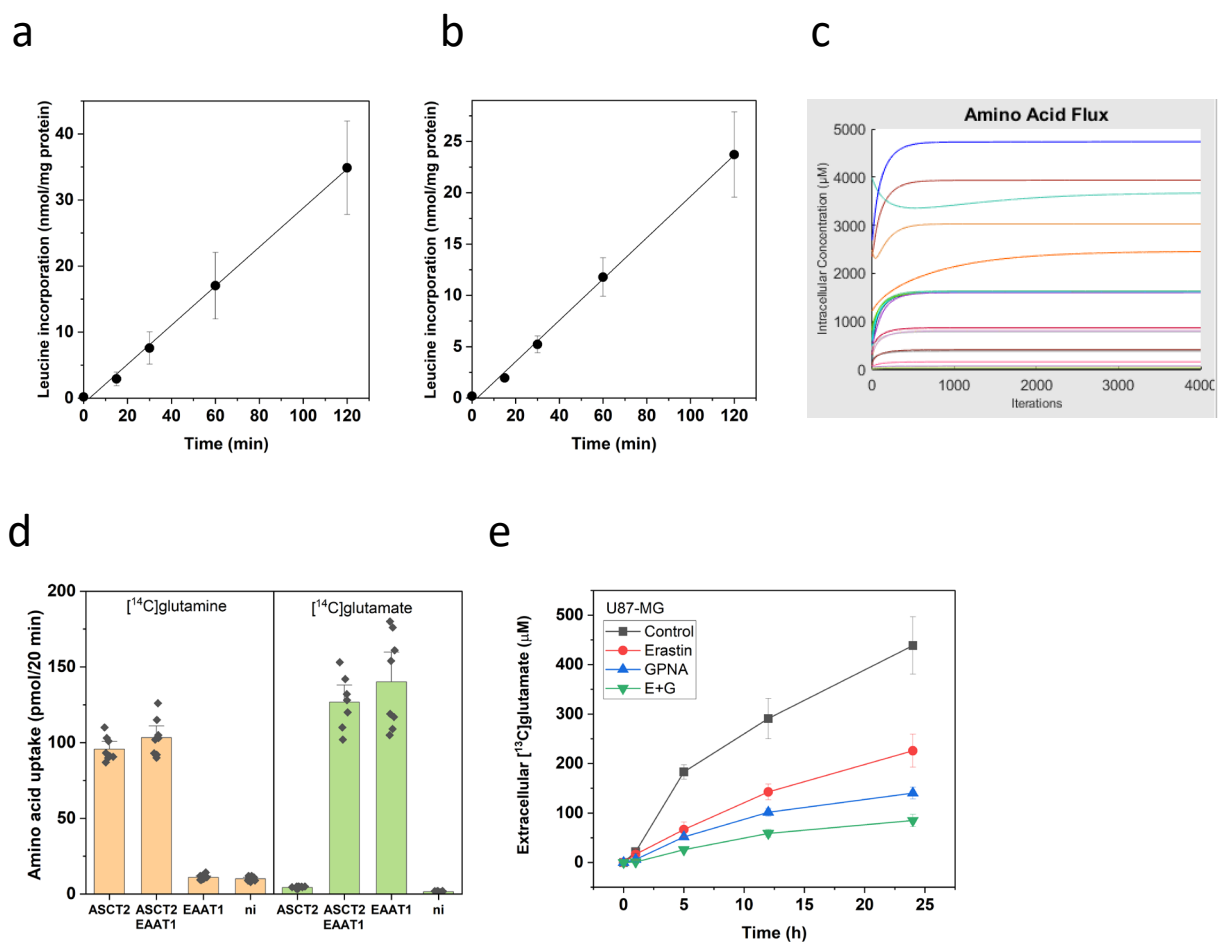 a
b
c
Leucine incorporation (nmol/mg protein)
40
30
20
10
0
0 20 40 60 80 100 120
Time (min)
Leucine incorporation (nmol/mg protein)
25
20
15
10
5
0
0 20 40 60 80 100 120
Time (min)
Amino Acid Flux
Intracellular Concentration (μM)
5000
4000
3000
2000
1000
0
0 1000 2000 3000 4000
Iterations
d
e
Amino acid uptake (pmol/20 min)
200
150
100
50
0
[¹⁴C]glutamine
[¹⁴C]glutamate
ASCT2 ASCT2 EAAT1 ni ASCT2 ASCT2 EAAT1 ni
EAAT1 EAAT1
Extracellular [¹³C]glutamate (μM)
500
400
300
200
100
0
U87-MG
Control
Erastin
GPNA
E+G
0 5 10 15 20 25
Time (h)